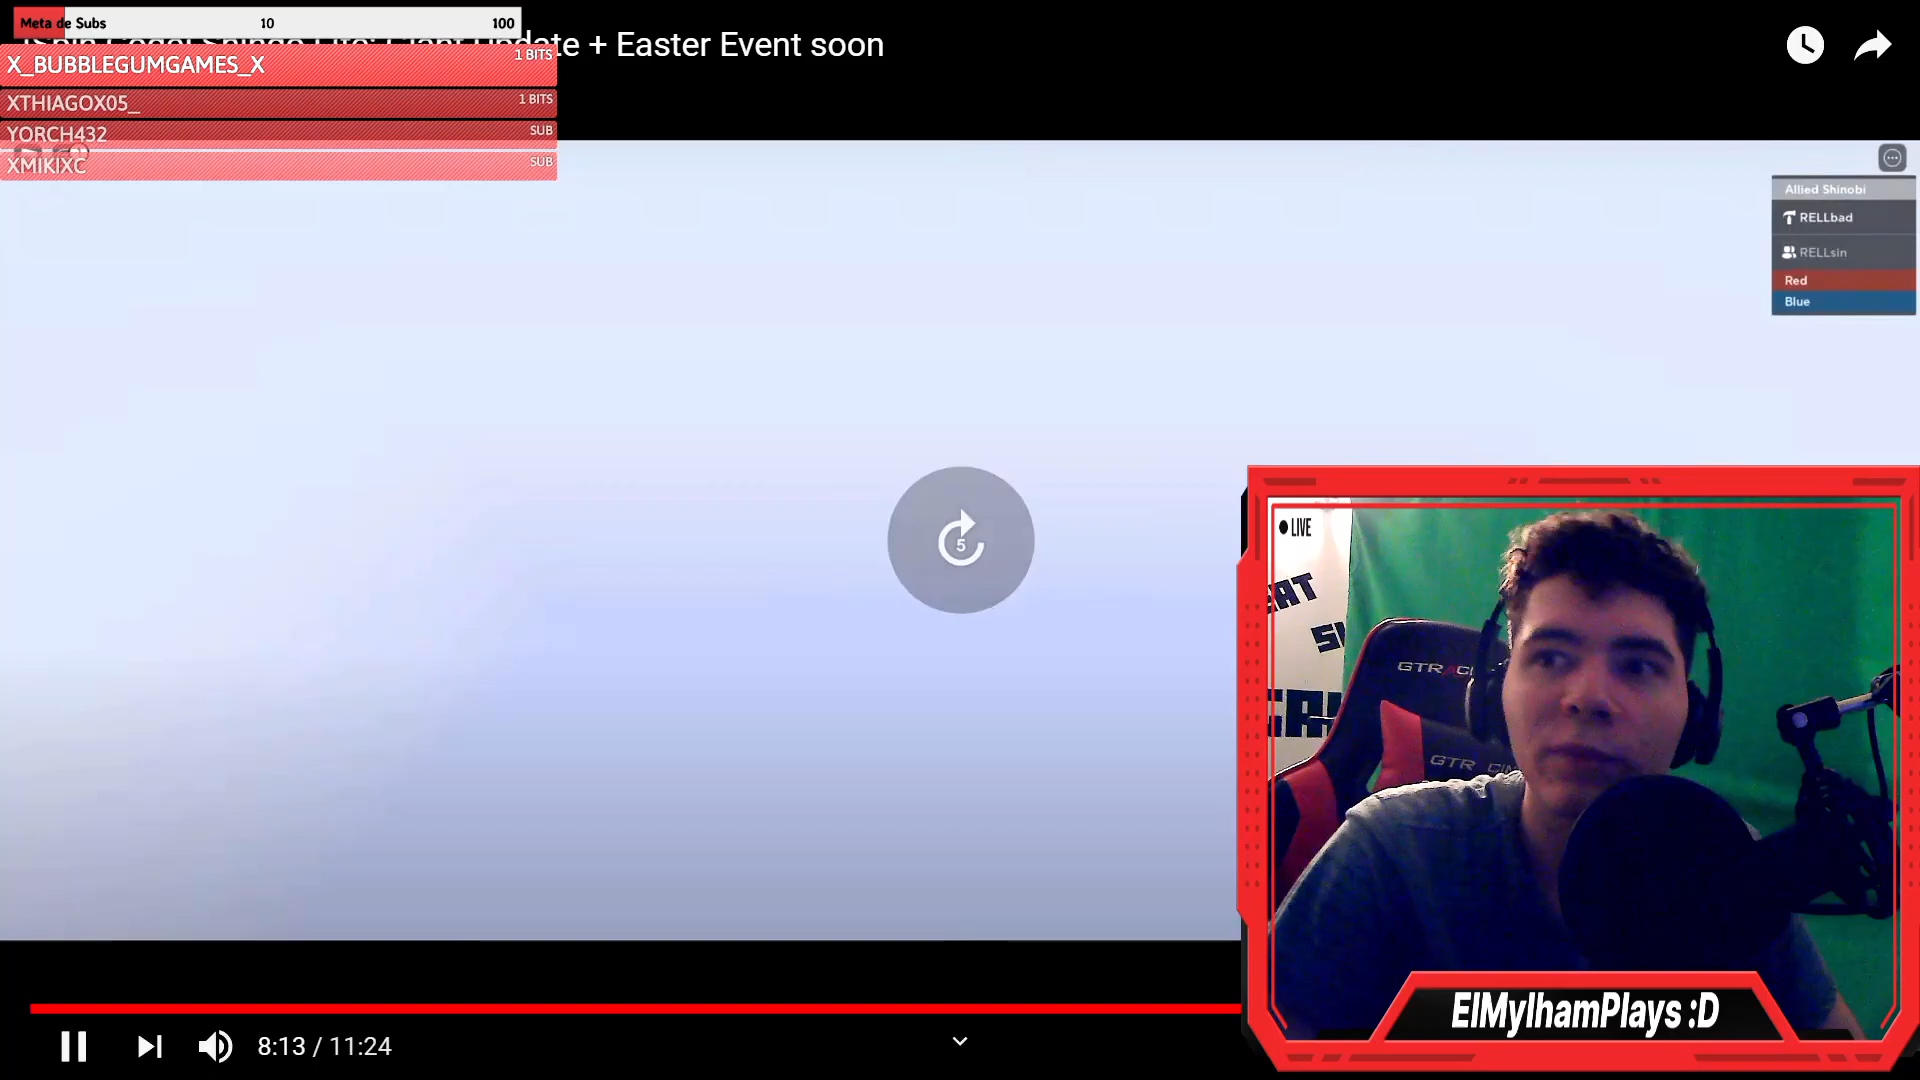 Meta de Subs 10 100
+ Easter Event soon
X_BUBBLEGUMGAMES_X 1 BITS
XTHIAGOX05_ 1 BITS
YORCH432 SUB
XMIKIXC SUB
Allied Shinobi
RELLbad
RELLsin
Red
Blue
5
LIVE
GTR
GTR
ElMylhamPlays :D
8:13 / 11:24